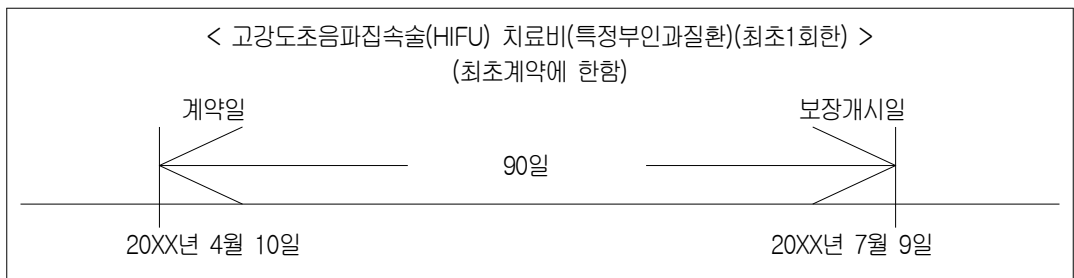 < 고강도초음파집속술(HIFU) 치료비(특정부인과질환)(최초1회한) >
(최초계약에 한함)
계약일 보장개시일
90일
20XX년 4월 10일 20XX년 7월 9일